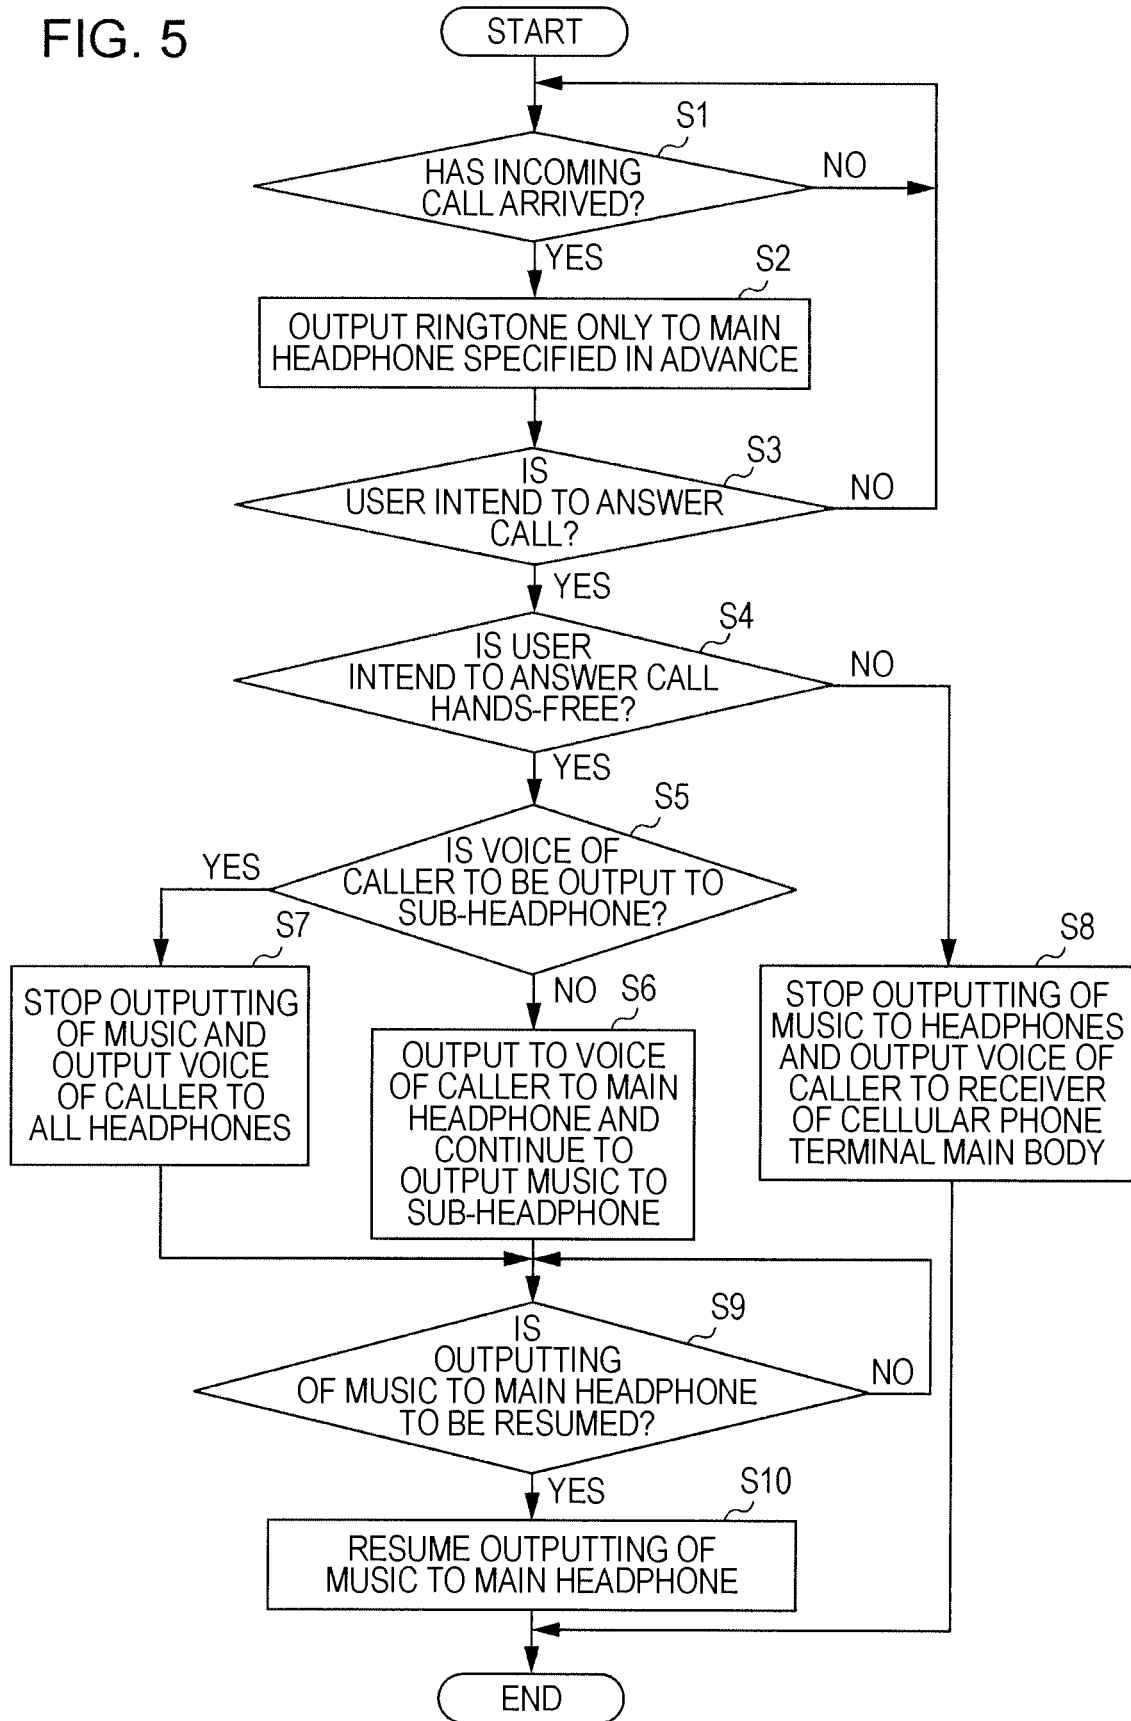 FIG. 5
START
S1
HAS INCOMING
CALL ARRIVED?
NO
YES
S2
OUTPUT RINGTONE ONLY TO MAIN
HEADPHONE SPECIFIED IN ADVANCE
S3
IS
USER INTEND TO ANSWER
CALL?
NO
YES
S4
IS USER
INTEND TO ANSWER CALL
HANDS-FREE?
NO
YES
S5
IS VOICE OF
CALLER TO BE OUTPUT TO
SUB-HEADPHONE?
YES
NO
S7
STOP OUTPUTTING
OF MUSIC AND
OUTPUT VOICE
OF CALLER TO
ALL HEADPHONES
S6
OUTPUT TO VOICE
OF CALLER TO MAIN
HEADPHONE AND
CONTINUE TO
OUTPUT MUSIC TO
SUB-HEADPHONE
S8
STOP OUTPUTTING OF
MUSIC TO HEADPHONES
AND OUTPUT VOICE OF
CALLER TO RECEIVER
OF CELLULAR PHONE
TERMINAL MAIN BODY
S9
IS
OUTPUTTING
OF MUSIC TO MAIN HEADPHONE
TO BE RESUMED?
NO
YES
S10
RESUME OUTPUTTING OF
MUSIC TO MAIN HEADPHONE
END